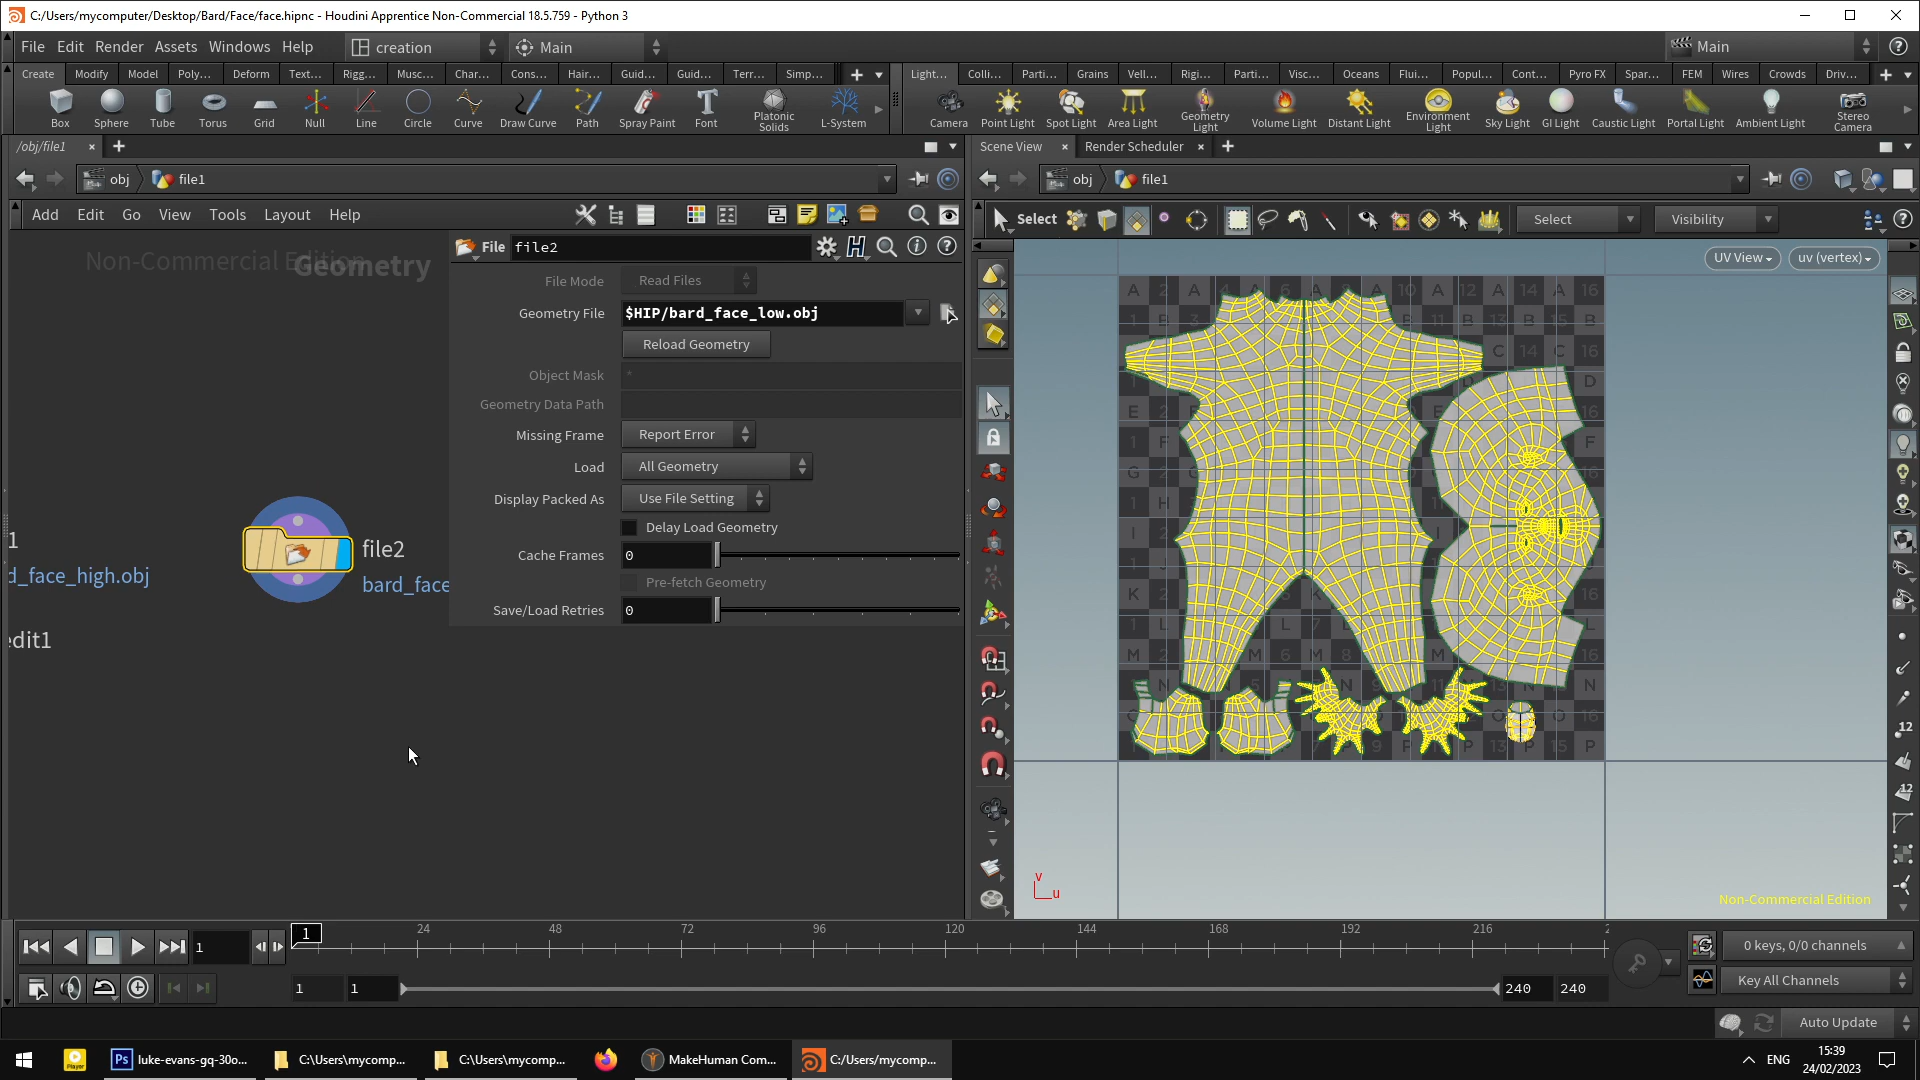 C:/Users/mycomputer/Desktop/Bard/Face/face.hipnc - Houdini Apprentice Non-Commercial 18.5.759 - Python 3
File Edit Render Assets Windows Help creation Main Main
Create Modify Model Poly... Deform Text... Rigg... Musc... Char... Cons... Hair... Guid... Guid... Terr... Simp...
Light... Colli... Parti... Grains Vell... Rigi... Parti... Visc... Oceans Flui... Popul... Cont... Pyro FX Spar... FEM Wires Crowds Driv...
Box Sphere Tube Torus Grid Null Line Circle Curve Draw Curve Path Spray Paint Font Platonic Solids L-System
Camera Point Light Spot Light Area Light Geometry Light Volume Light Distant Light Environment Light Sky Light GI Light Caustic Light Portal Light Ambient Light Stereo Camera
/obj/file1
Scene View Render Scheduler
obj file1
obj file1
Add Edit Go View Tools Layout Help
Select Select Visibility
Non-Commercial Edition
Geometry
File file2
UV View uv (vertex)
File Mode Read Files
Geometry File $HIP/bard_face_low.obj
Reload Geometry
Object Mask *
Geometry Data Path
Missing Frame Report Error
Load All Geometry
Display Packed As Use File Setting
Delay Load Geometry
Cache Frames 0
Pre-fetch Geometry
Save/Load Retries 0
1
d_face_high.obj
edit1
file2
bard_face
12
12
v
u
Non-Commercial Edition
1 1 24 48 72 96 120 144 168 192 216 2
0 keys, 0/0 channels
1 1 240 240
Key All Channels
Auto Update
luke-evans-gq-30o...
C:\Users\mycomp...
C:\Users\mycomp...
MakeHuman Com...
C:/Users/mycomp...
ENG
15:39
24/02/2023